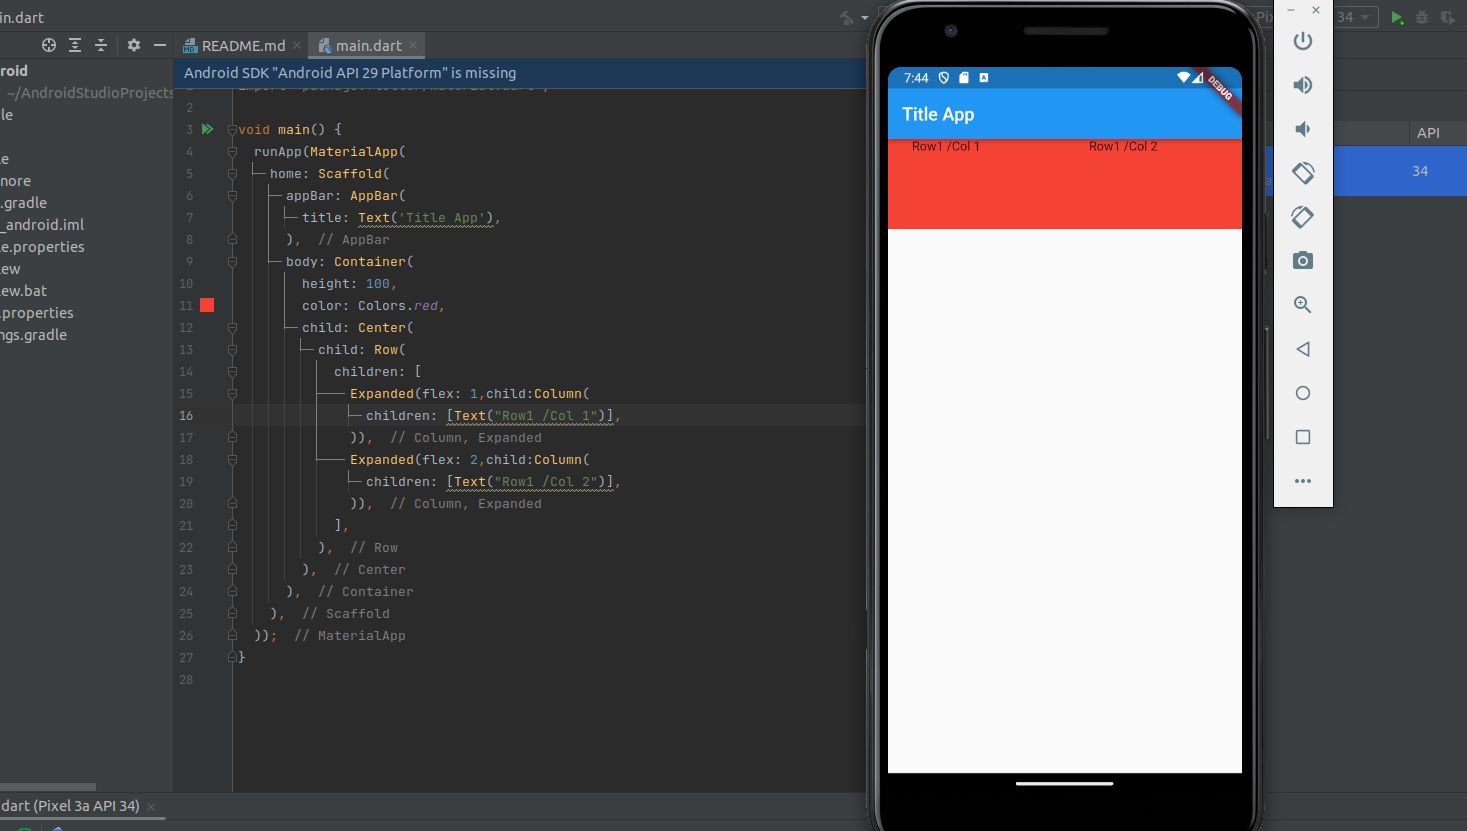 in.dart
Pi 34
README.md main.dart
roid
Android SDK "Android API 29 Platform" is missing
~/AndroidStudioProjects
le
e
nore
.gradle
_android.iml
le.properties
ew
ew.bat
.properties
ngs.gradle
2
3 void main() {
4 runApp(MaterialApp(
5 home: Scaffold(
6 appBar: AppBar(
7 title: Text('Title App'),
8 ), // AppBar
9 body: Container(
10 height: 100,
11 color: Colors.red,
12 child: Center(
13 child: Row(
14 children: [
15 Expanded(flex: 1,child:Column(
16 children: [Text("Row1 /Col 1")],
17 )), // Column, Expanded
18 Expanded(flex: 2,child:Column(
19 children: [Text("Row1 /Col 2")],
20 )), // Column, Expanded
21 ],
22 ), // Row
23 ), // Center
24 ), // Container
25 ), // Scaffold
26 )); // MaterialApp
27 }
28
dart (Pixel 3a API 34)
7:44 A
DEBUG
Title App
Row1 /Col 1 Row1 /Col 2
API
a 34